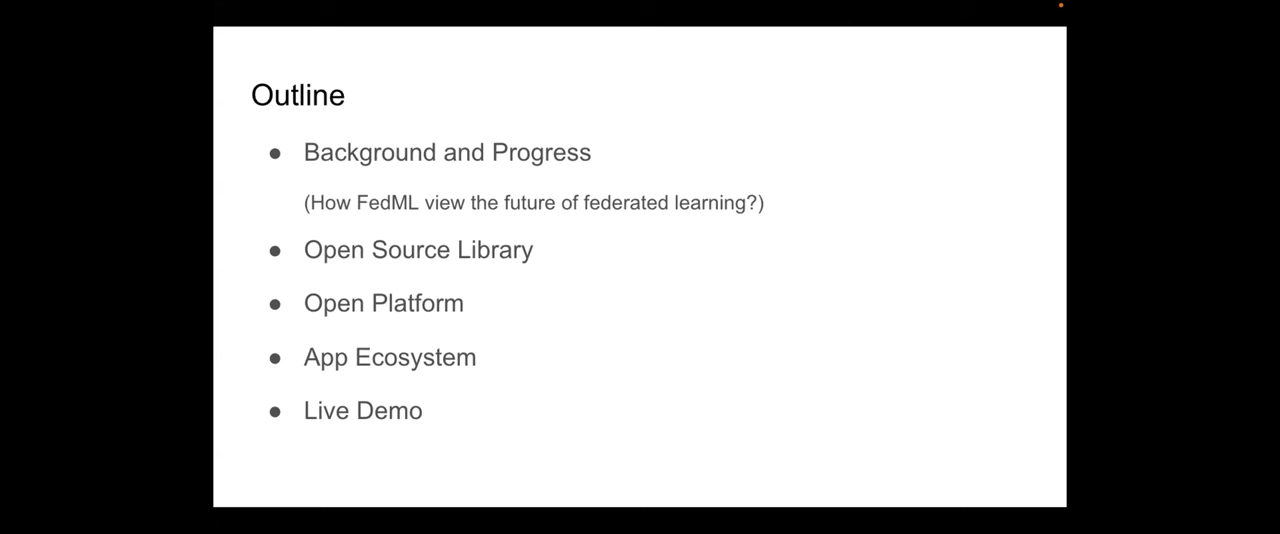 Outline
● Background and Progress
(How FedML view the future of federated learning?)
● Open Source Library
● Open Platform
● App Ecosystem
● Live Demo